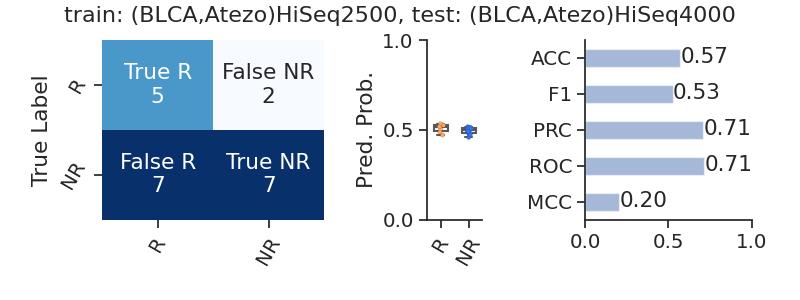 train: (BLCA,Atezo)HiSeq2500, test: (BLCA,Atezo)HiSeq4000
True Label
R
NR
True R
5
False NR
2
False R
7
True NR
7
R
NR
Pred. Prob.
1.0
0.5
0.0
R
NR
ACC
0.57
F1
0.53
PRC
0.71
ROC
0.71
MCC
0.20
0.0
0.5
1.0